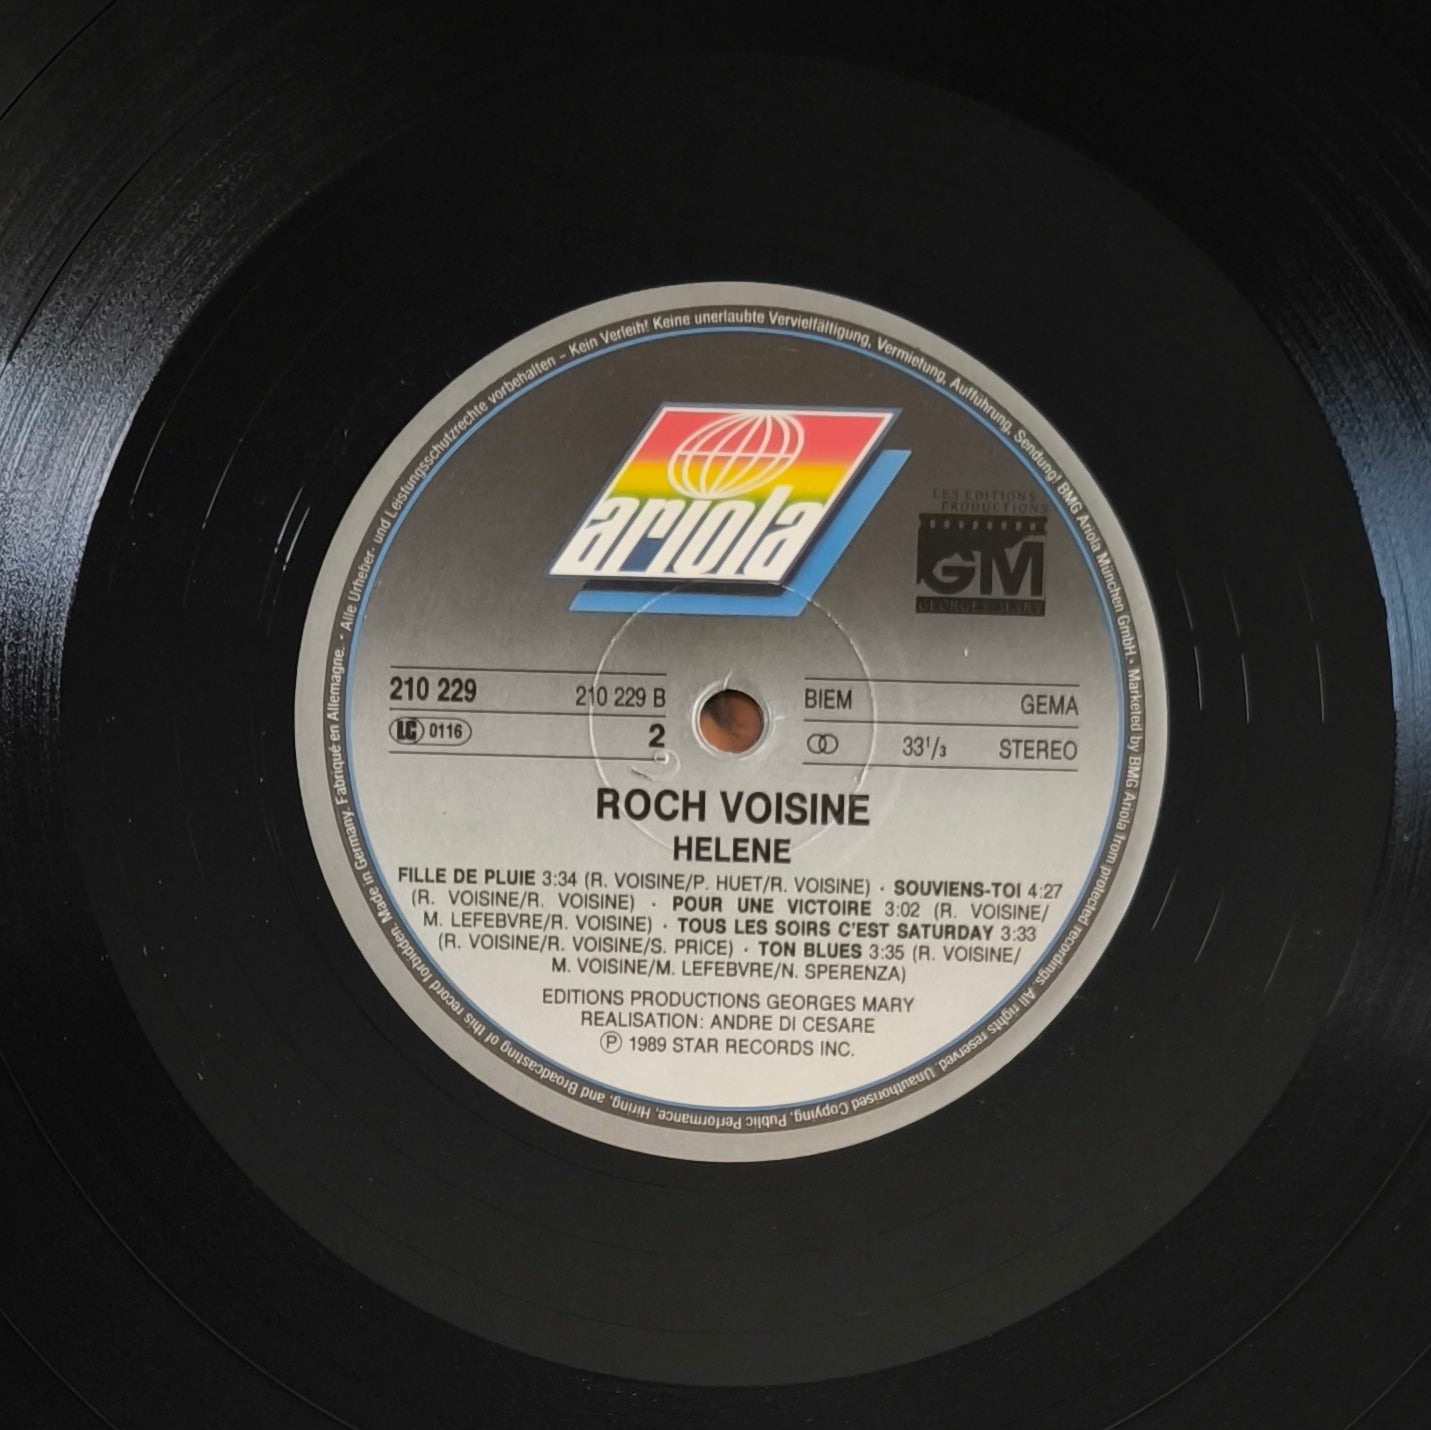 Alle Urheber- und Leistungsschutzrechte vorbehalten – Kein Verleih! Keine unerlaubte Vervielfältigung, Vermietung, Aufführung, Sendung! BMG Ariola München GmbH • Marketed by BMG Ariola from protected recordings. All rights reserved. Unauthorised Copying, Public Performance, Hiring, and Broadcasting of this record forbidden. Made in Germany. Fabriqué en Allemagne. •
ariola
LES EDITIONS
PRODUCTIONS
GM
GEORGES MARY
210 229 210 229 B
LC 0116 2
BIEM GEMA
33 1/3 STEREO
ROCH VOISINE
HELENE
FILLE DE PLUIE 3:34 (R. VOISINE/P. HUET/R. VOISINE) · SOUVIENS-TOI 4:27
(R. VOISINE/R. VOISINE) · POUR UNE VICTOIRE 3:02 (R. VOISINE/
M. LEFEBVRE/R. VOISINE) · TOUS LES SOIRS C'EST SATURDAY 3:33
(R. VOISINE/R. VOISINE/S. PRICE) · TON BLUES 3:35 (R. VOISINE/
M. VOISINE/M. LEFEBVRE/N. SPERENZA)
EDITIONS PRODUCTIONS GEORGES MARY
REALISATION: ANDRE DI CESARE
Ⓟ 1989 STAR RECORDS INC.